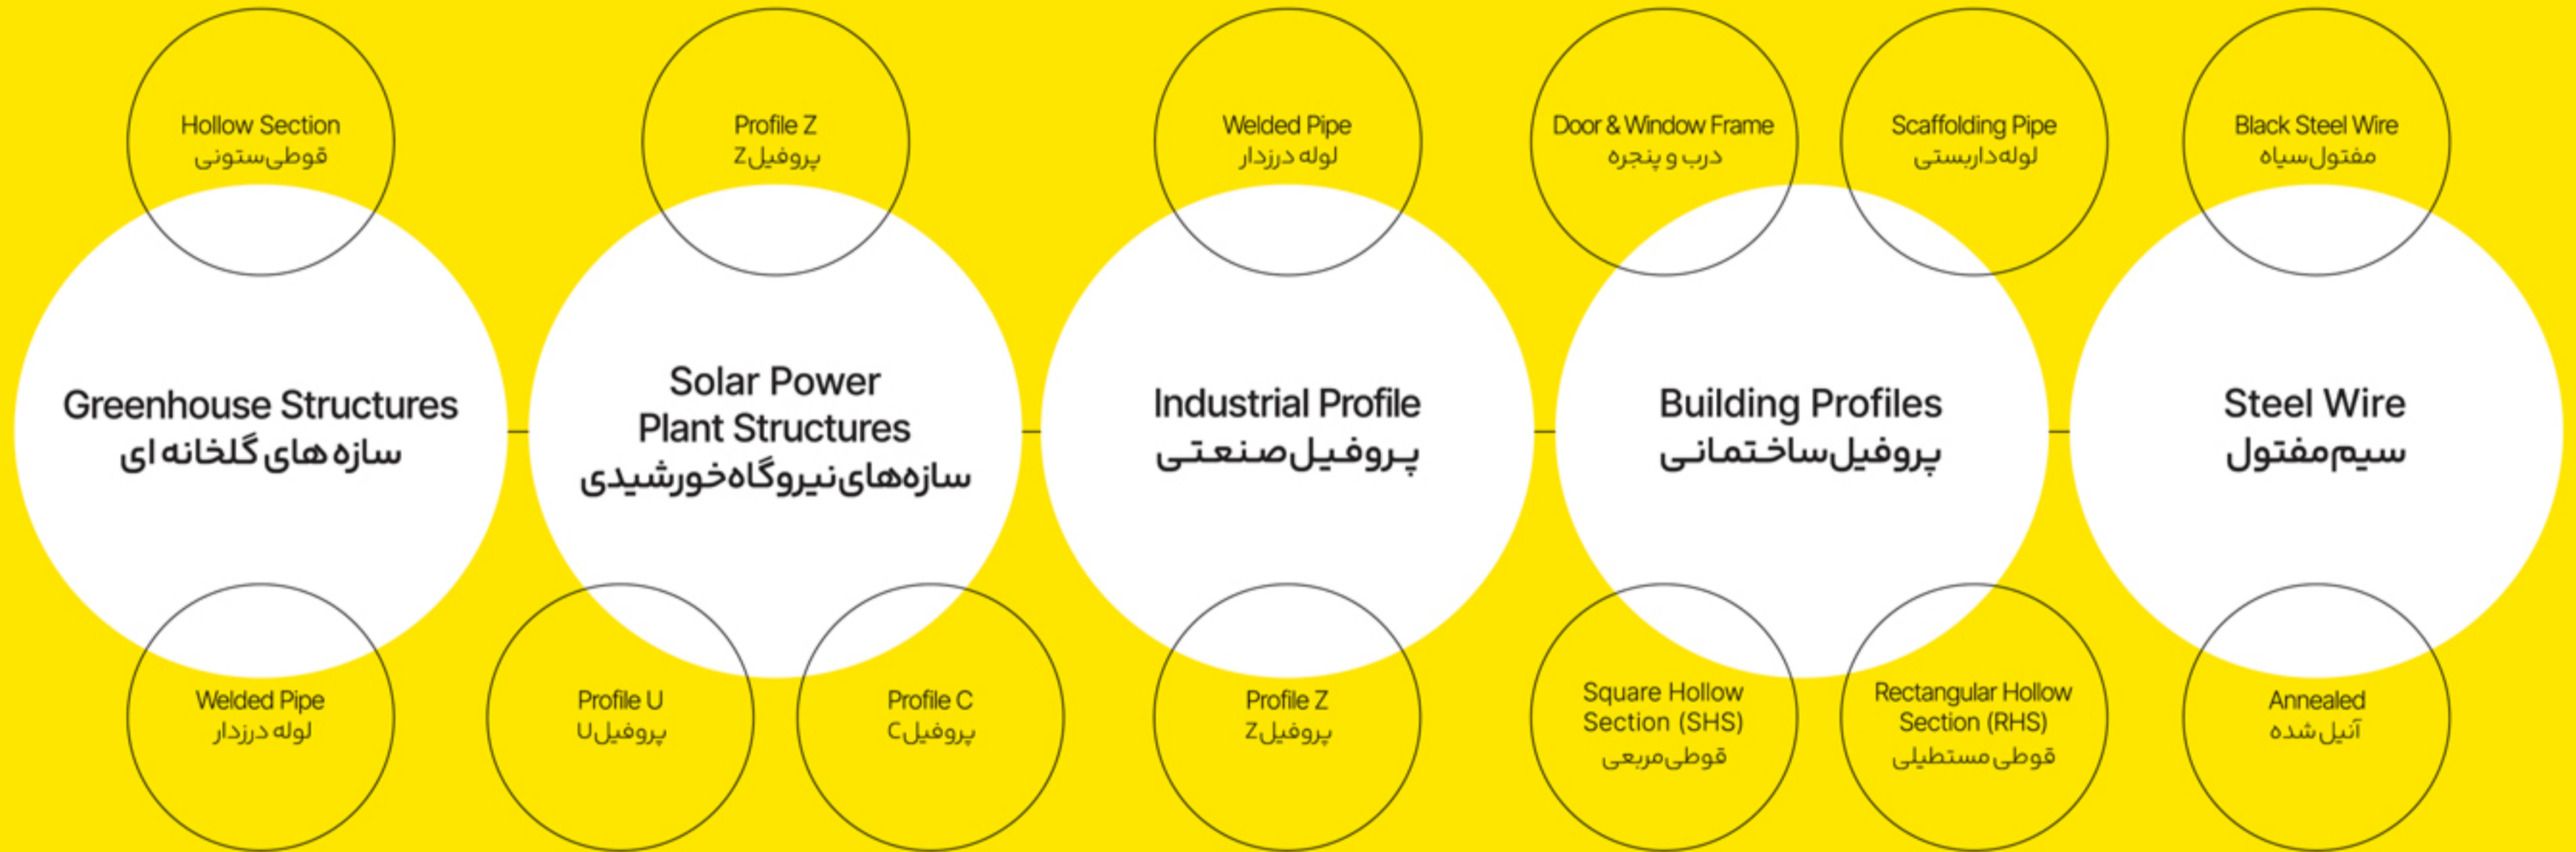 Hollow Section
قوطی ستونی
Greenhouse Structures
سازه های گلخانه ای
Welded Pipe
لوله درزدار
Profile Z
پروفیل Z
Solar Power
Plant Structures
سازه‌های نیروگاه خورشیدی
Profile U
پروفیل U
Profile C
پروفیل C
Welded Pipe
لوله درزدار
Industrial Profile
پروفیل صنعتی
Profile Z
پروفیل Z
Door & Window Frame
درب و پنجره
Scaffolding Pipe
لوله داربستی
Building Profiles
پروفیل ساختمانی
Square Hollow
Section (SHS)
قوطی مربعی
Rectangular Hollow
Section (RHS)
قوطی مستطیلی
Black Steel Wire
مفتول سیاه
Steel Wire
سیم مفتول
Annealed
آنیل شده